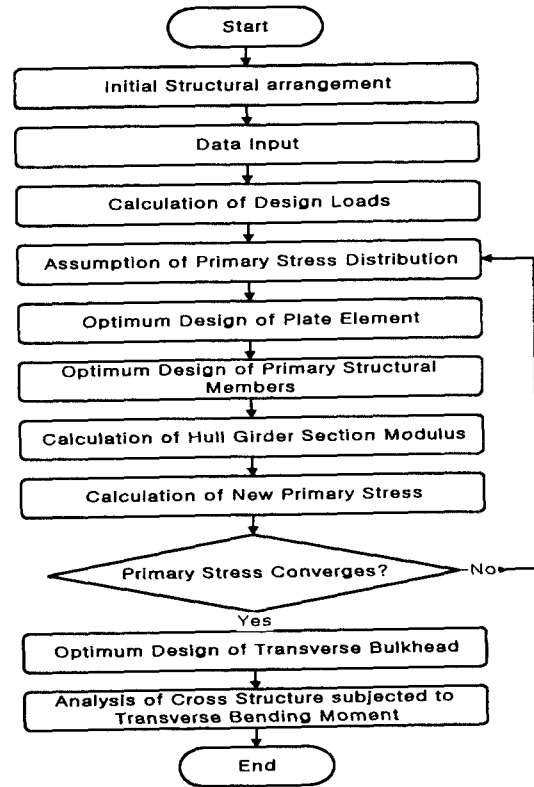 Start
Initial Structural arrangement
Data Input
Calculation of Design Loads
Assumption of Primary Stress Distribution
Optimum Design of Plate Element
Optimum Design of Primary Structural
Members
Calculation of Hull Girder Section Modulus
Calculation of New Primary Stress
Primary Stress Converges?
No
Yes
Optimum Design of Transverse Bulkhead
Analysis of Cross Structure subjected to
Transverse Bending Moment
End